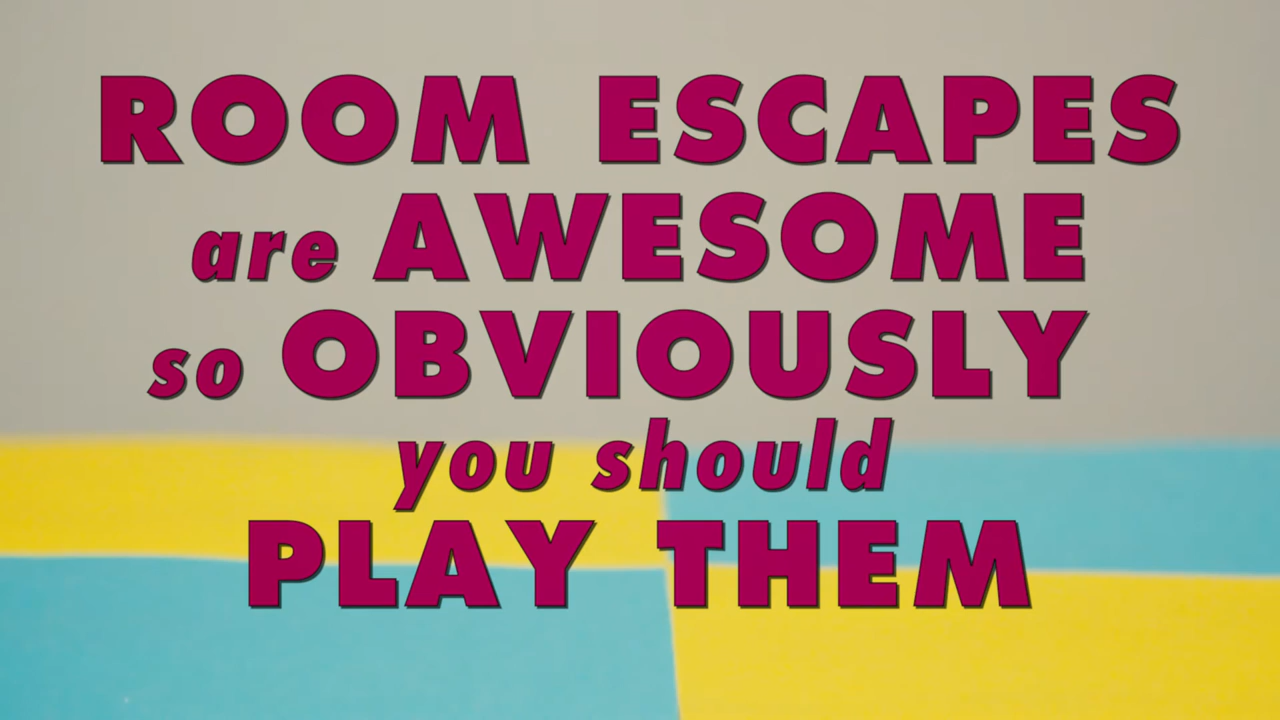 ROOM ESCAPES
are AWESOME
so OBVIOUSLY
you should
PLAY THEM